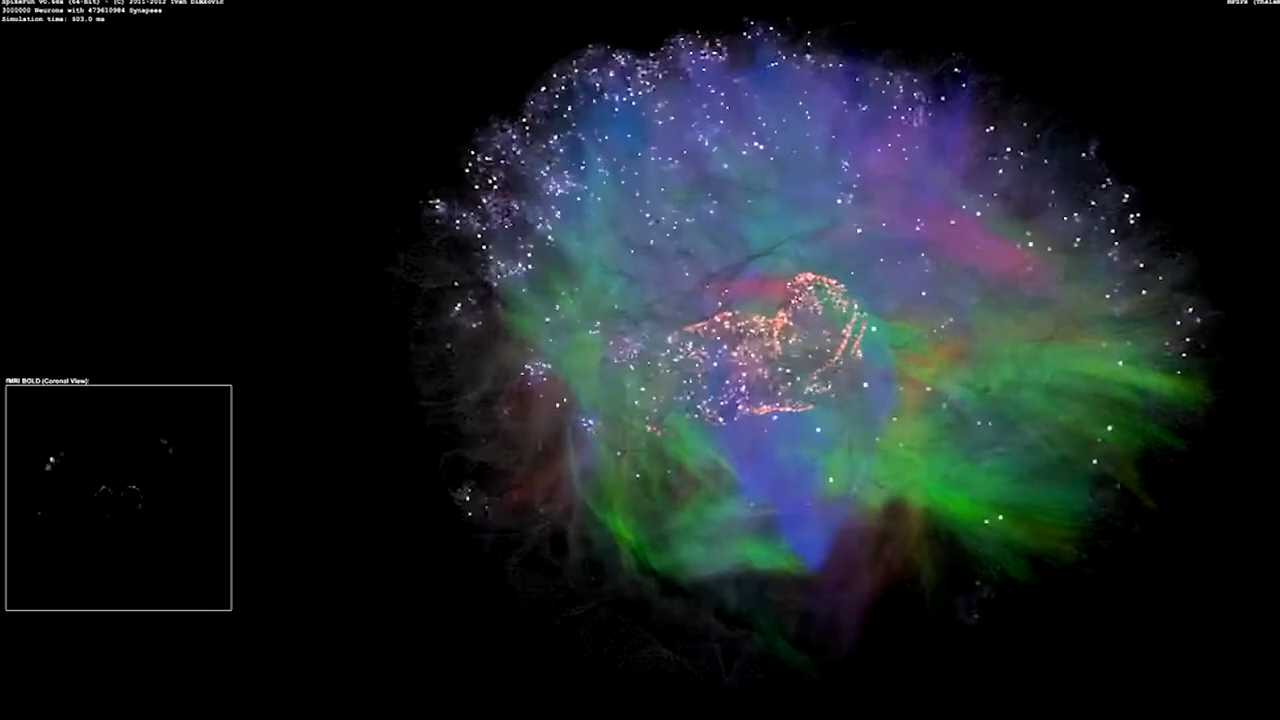 SpikeFun v0.68a (64-bit) - (C) 2011-2012 Ivan Dimkovic
3000000 Neurons with 473610984 Synapses
Simulation time: 503.0 ms
fMRI BOLD (Coronal View):